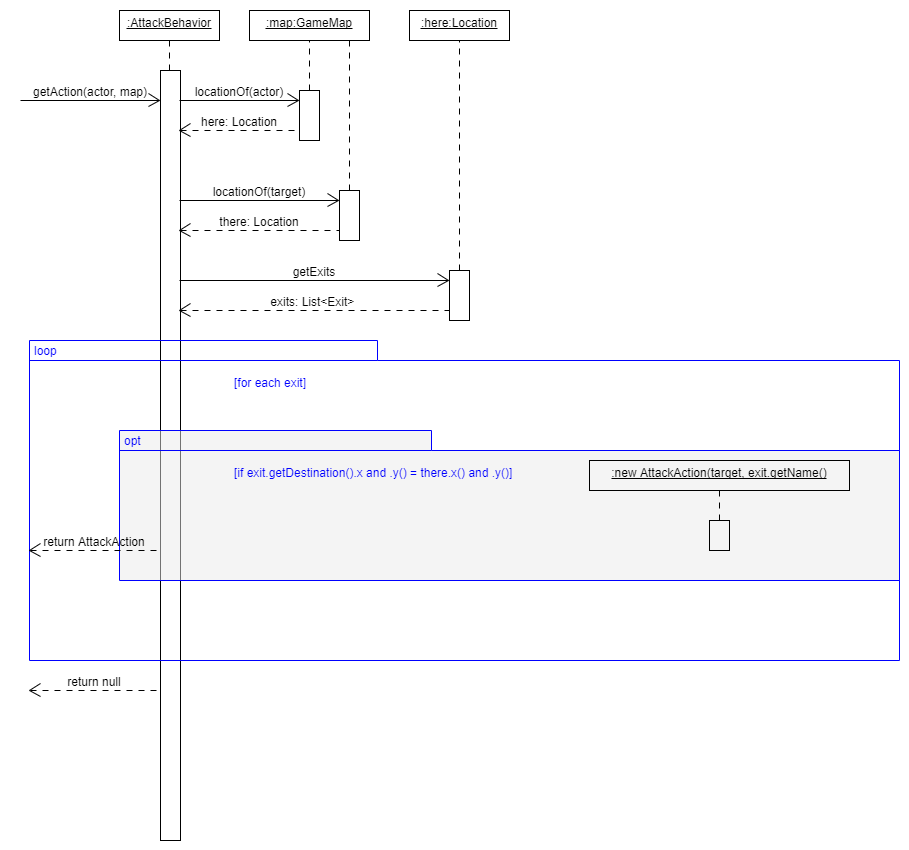 :AttackBehavior
:map:GameMap
:here:Location
getAction(actor, map)
locationOf(actor)
here: Location
locationOf(target)
there: Location
getExits
exits: List<Exit>
loop
[for each exit]
opt
[if exit.getDestination().x and .y() = there.x() and .y()]
:new AttackAction(target, exit.getName()
return AttackAction
return null